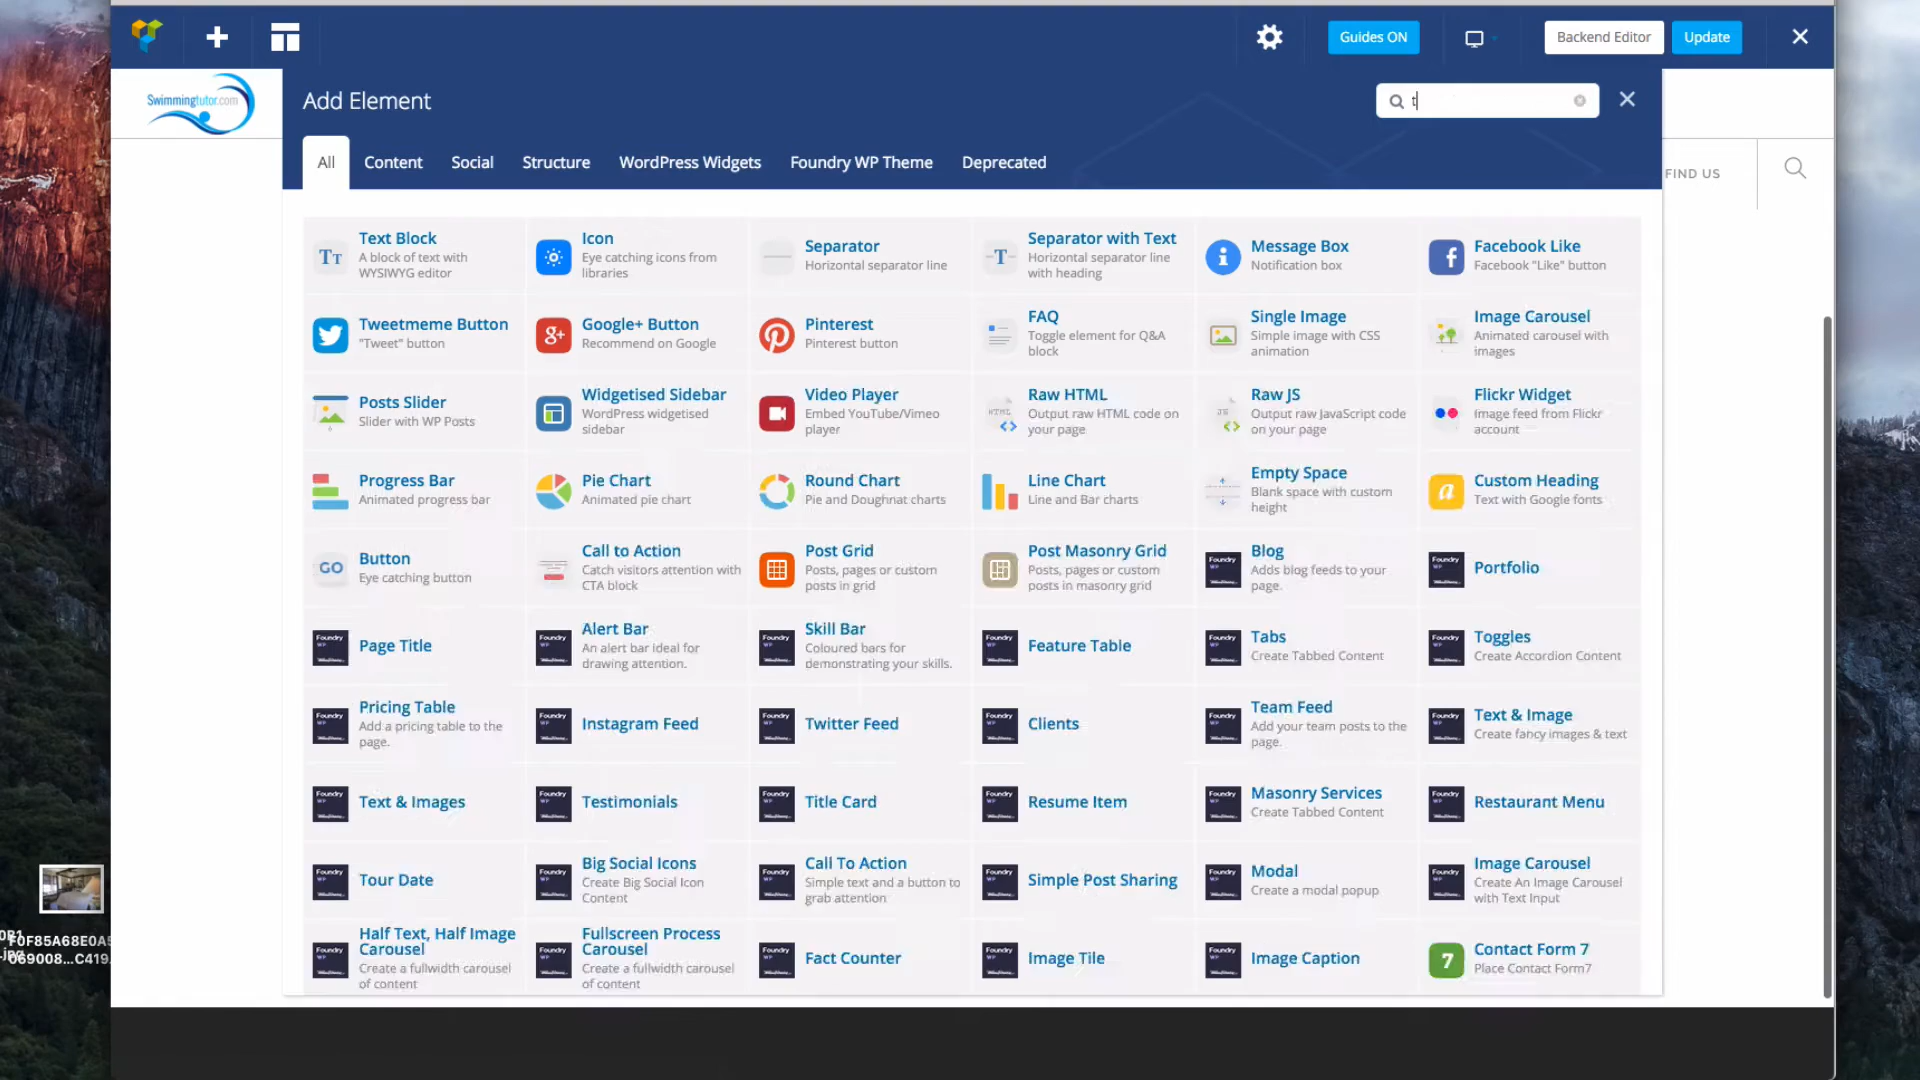 Guides ON
Backend Editor
Update
Swimmingtutor.com
Add Element
t
All
Content
Social
Structure
WordPress Widgets
Foundry WP Theme
Deprecated
FIND US
Text Block
A block of text with
WYSIWYG editor
Icon
Eye catching icons from
libraries
Separator
Horizontal separator line
Separator with Text
Horizontal separator line
with heading
Message Box
Notification box
Facebook Like
Facebook "Like" button
Tweetmeme Button
"Tweet" button
Google+ Button
Recommend on Google
Pinterest
Pinterest button
FAQ
Toggle element for Q&A
block
Single Image
Simple image with CSS
animation
Image Carousel
Animated carousel with
images
Posts Slider
Slider with WP Posts
Widgetised Sidebar
WordPress widgetised
sidebar
Video Player
Embed YouTube/Vimeo
player
Raw HTML
Output raw HTML code on
your page
Raw JS
Output raw JavaScript code
on your page
Flickr Widget
Image feed from Flickr
account
Progress Bar
Animated progress bar
Pie Chart
Animated pie chart
Round Chart
Pie and Doughnat charts
Line Chart
Line and Bar charts
Empty Space
Blank space with custom
height
Custom Heading
Text with Google fonts
GO
Button
Eye catching button
Call to Action
Catch visitors attention with
CTA block
Post Grid
Posts, pages or custom
posts in grid
Post Masonry Grid
Posts, pages or custom
posts in masonry grid
Blog
Adds blog feeds to your
page.
Portfolio
Page Title
Alert Bar
An alert bar ideal for
drawing attention.
Skill Bar
Coloured bars for
demonstrating your skills.
Feature Table
Tabs
Create Tabbed Content
Toggles
Create Accordion Content
Pricing Table
Add a pricing table to the
page.
Instagram Feed
Twitter Feed
Clients
Team Feed
Add your team posts to the
page.
Text & Image
Create fancy images & text
Text & Images
Testimonials
Title Card
Resume Item
Masonry Services
Create Tabbed Content
Restaurant Menu
Tour Date
Big Social Icons
Create Big Social Icon
Content
Call To Action
Simple text and a button to
grab attention
Simple Post Sharing
Modal
Create a modal popup
Image Carousel
Create An Image Carousel
with Text Input
Half Text, Half Image
Carousel
Create a fullwidth carousel
of content
Fullscreen Process
Carousel
Create a fullwidth carousel
of content
Fact Counter
Image Tile
Image Caption
7
Contact Form 7
Place Contact Form7